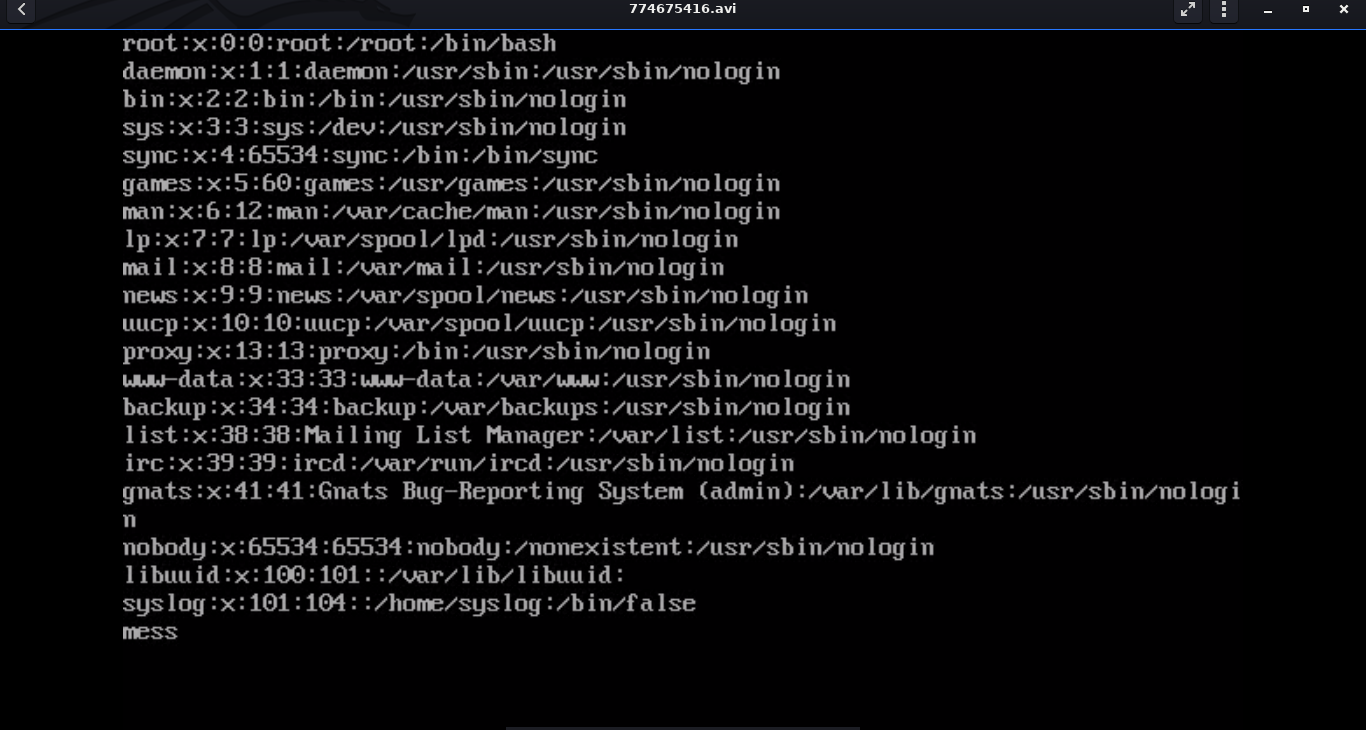 774675416.avi
root:x:0:0:root:/root:/bin/bash
daemon:x:1:1:daemon:/usr/sbin:/usr/sbin/nologin
bin:x:2:2:bin:/bin:/usr/sbin/nologin
sys:x:3:3:sys:/dev:/usr/sbin/nologin
sync:x:4:65534:sync:/bin:/bin/sync
games:x:5:60:games:/usr/games:/usr/sbin/nologin
man:x:6:12:man:/var/cache/man:/usr/sbin/nologin
lp:x:7:7:lp:/var/spool/lpd:/usr/sbin/nologin
mail:x:8:8:mail:/var/mail:/usr/sbin/nologin
news:x:9:9:news:/var/spool/news:/usr/sbin/nologin
uucp:x:10:10:uucp:/var/spool/uucp:/usr/sbin/nologin
proxy:x:13:13:proxy:/bin:/usr/sbin/nologin
www-data:x:33:33:www-data:/var/www:/usr/sbin/nologin
backup:x:34:34:backup:/var/backups:/usr/sbin/nologin
list:x:38:38:Mailing List Manager:/var/list:/usr/sbin/nologin
irc:x:39:39:ircd:/var/run/ircd:/usr/sbin/nologin
gnats:x:41:41:Gnats Bug-Reporting System (admin):/var/lib/gnats:/usr/sbin/nologi
n
nobody:x:65534:65534:nobody:/nonexistent:/usr/sbin/nologin
libuuid:x:100:101::/var/lib/libuuid:
syslog:x:101:104::/home/syslog:/bin/false
mess